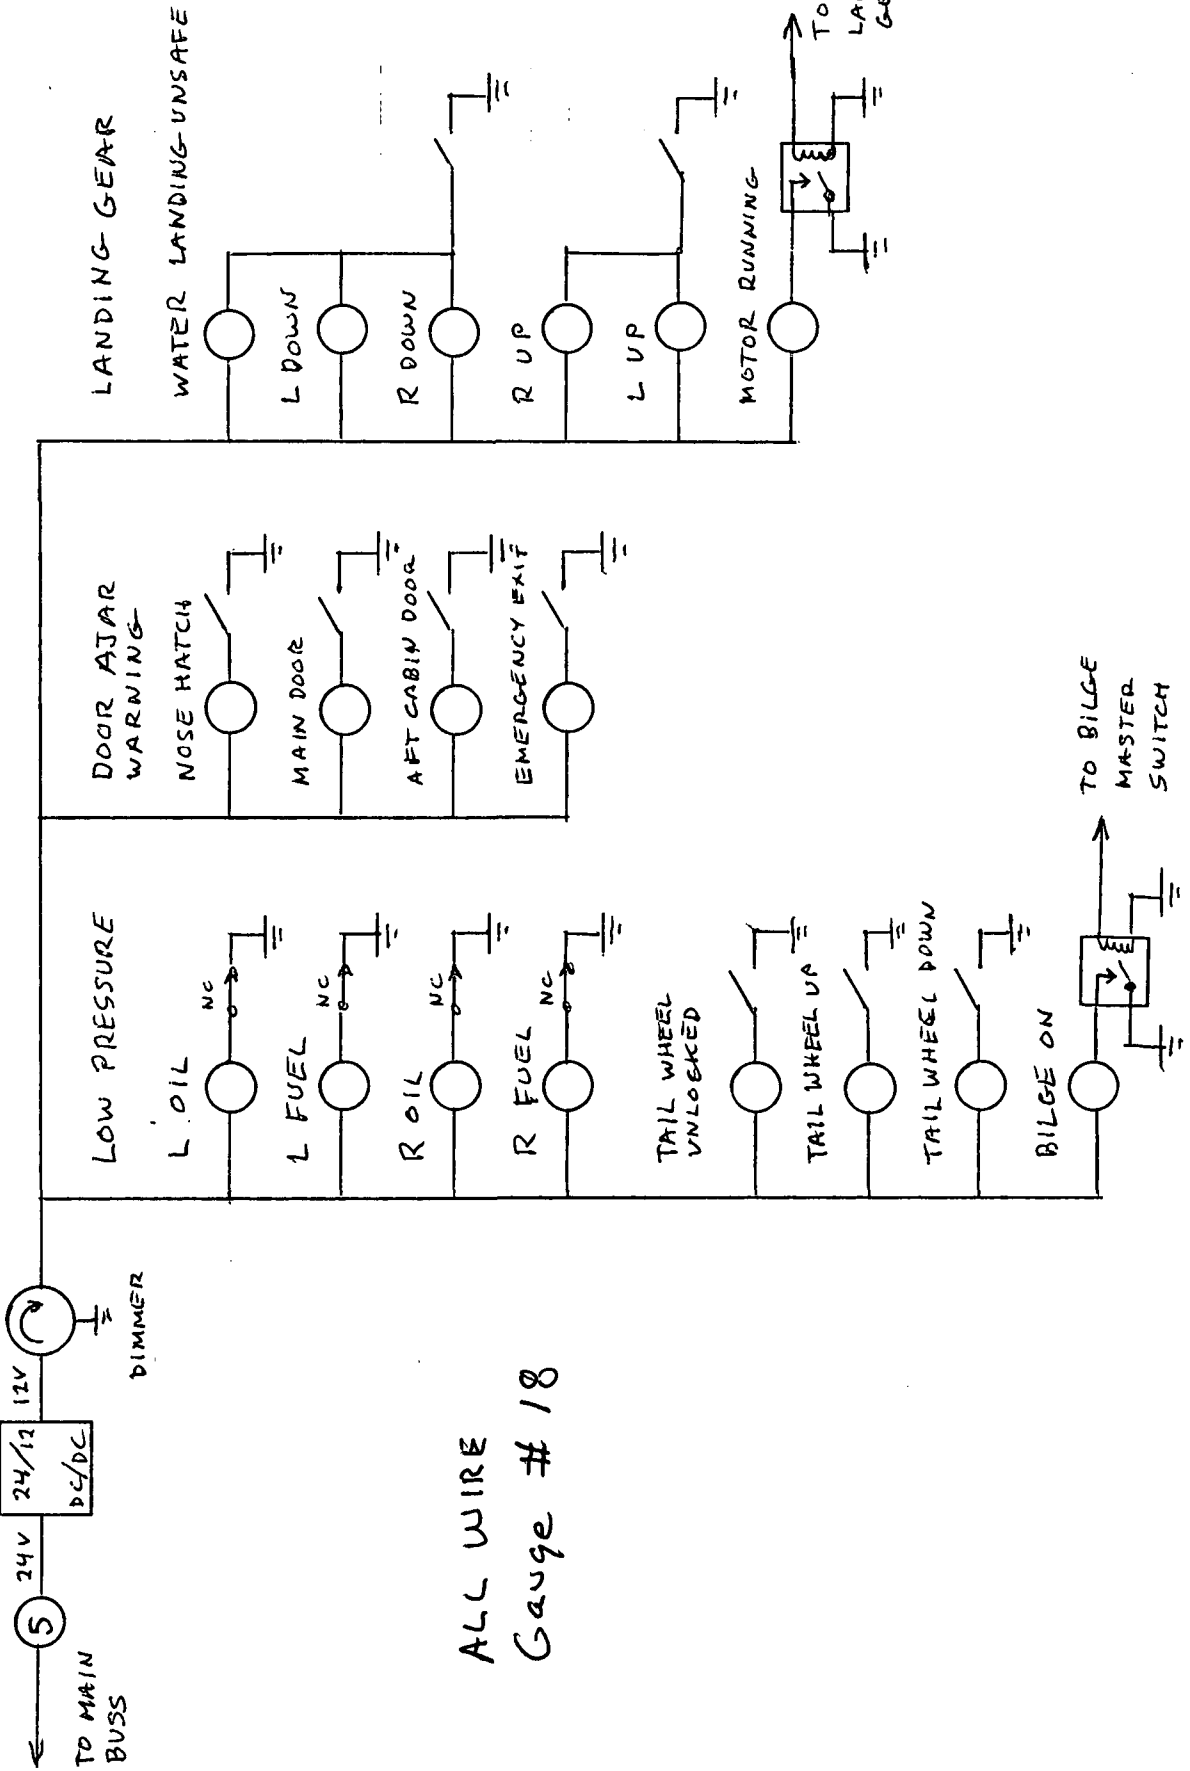 TO MAIN
BUSS
5
24V
24/12
DC/DC
12V
DIMMER
ALL WIRE
Gauge # 18
LOW PRESSURE
L. OIL
NC
L FUEL
NC
R OIL
NC
R FUEL
NC
TAIL WHEEL
UNLOCKED
TAIL WHEEL UP
TAIL WHEEL DOWN
BILGE ON
TO BILGE
MASTER
SWITCH
DOOR AJAR
WARNING
NOSE HATCH
MAIN DOOR
AFT CABIN DOOR
EMERGENCY EXIT
LANDING GEAR
WATER LANDING UNSAFE
L DOWN
R DOWN
R UP
L UP
MOTOR RUNNING
TO